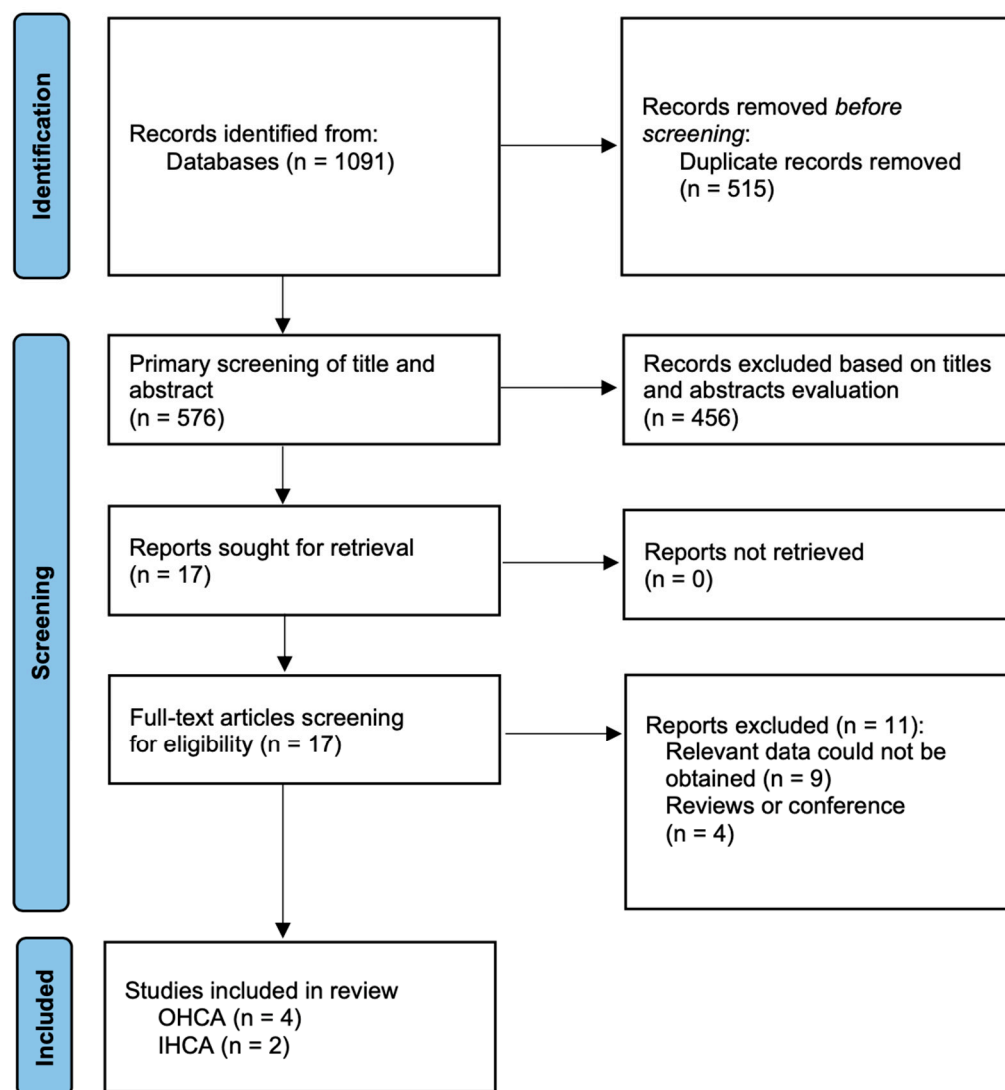 Identification
Records identified from:
Databases (n = 1091)
Records removed before
screening:
Duplicate records removed
(n = 515)
Screening
Primary screening of title and
abstract
(n = 576)
Records excluded based on titles
and abstracts evaluation
(n = 456)
Reports sought for retrieval
(n = 17)
Reports not retrieved
(n = 0)
Full-text articles screening
for eligibility (n = 17)
Reports excluded (n = 11):
Relevant data could not be
obtained (n = 9)
Reviews or conference
(n = 4)
Included
Studies included in review
OHCA (n = 4)
IHCA (n = 2)